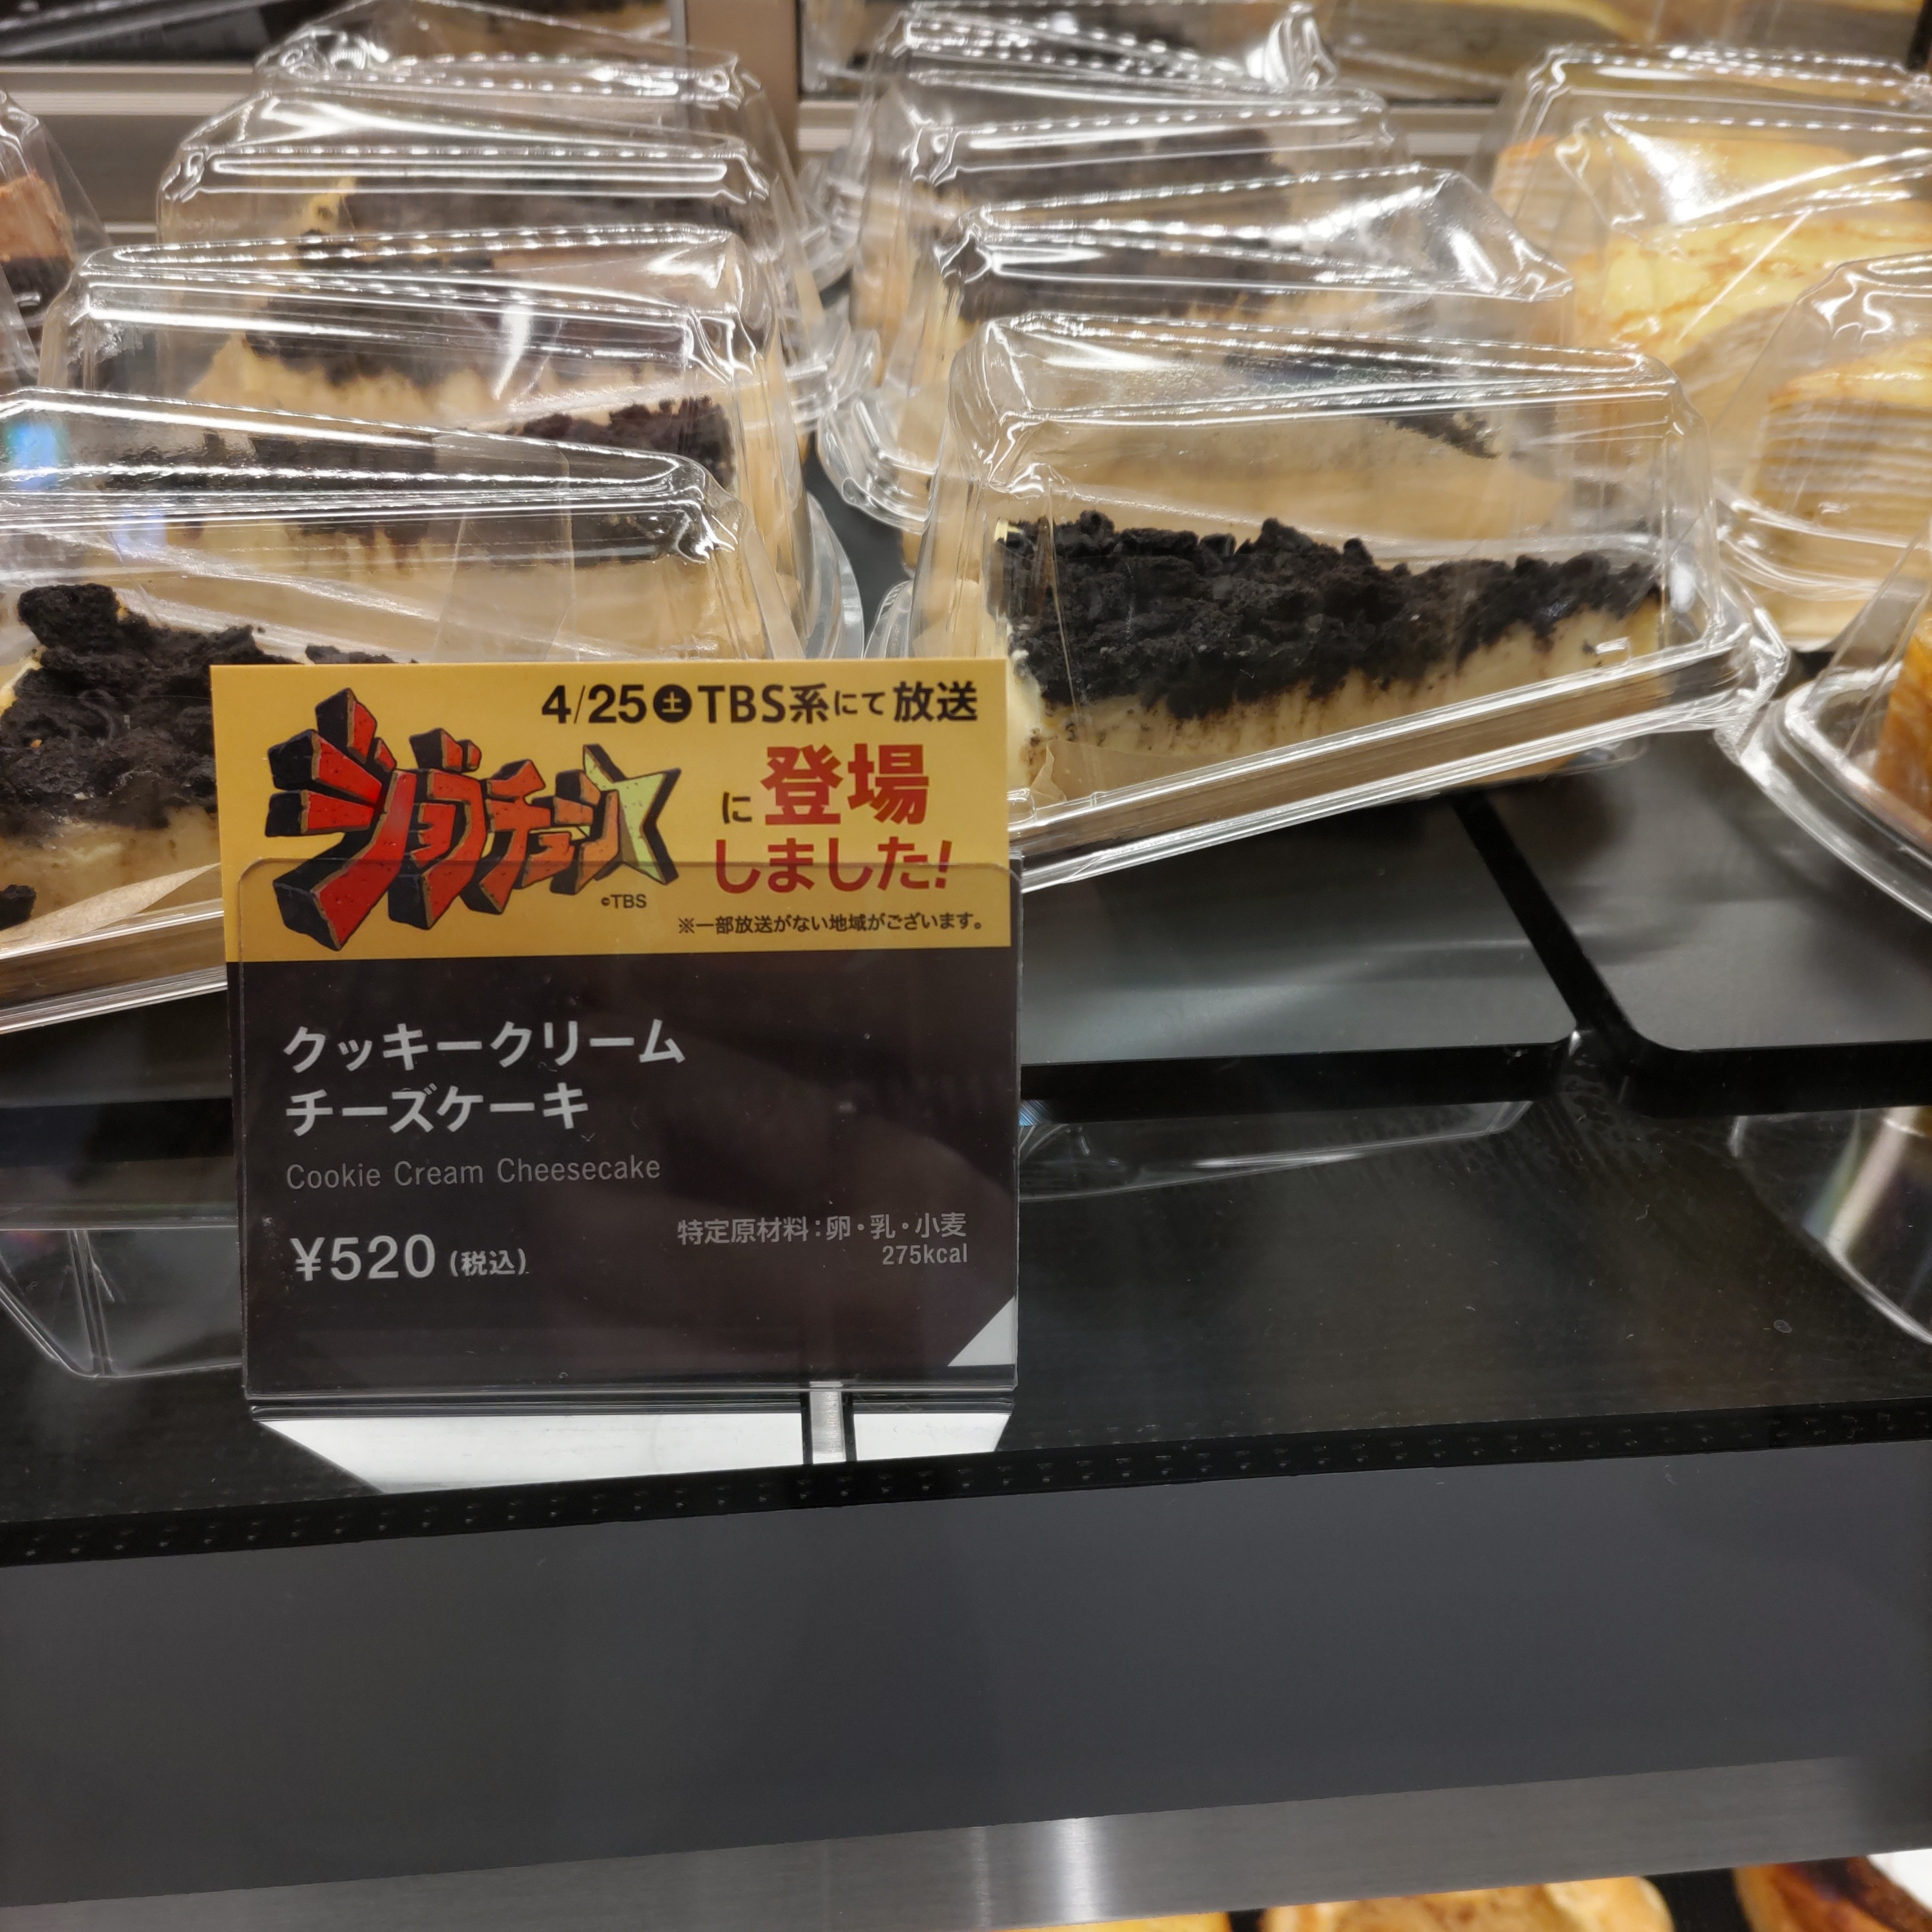 4/25㊏TBS系にて放送
ジョブチューン
に登場
しました!
©TBS
※一部放送がない地域がございます。
クッキークリーム
チーズケーキ
Cookie Cream Cheesecake
¥520(税込)
特定原材料:卵・乳・小麦
275kcal